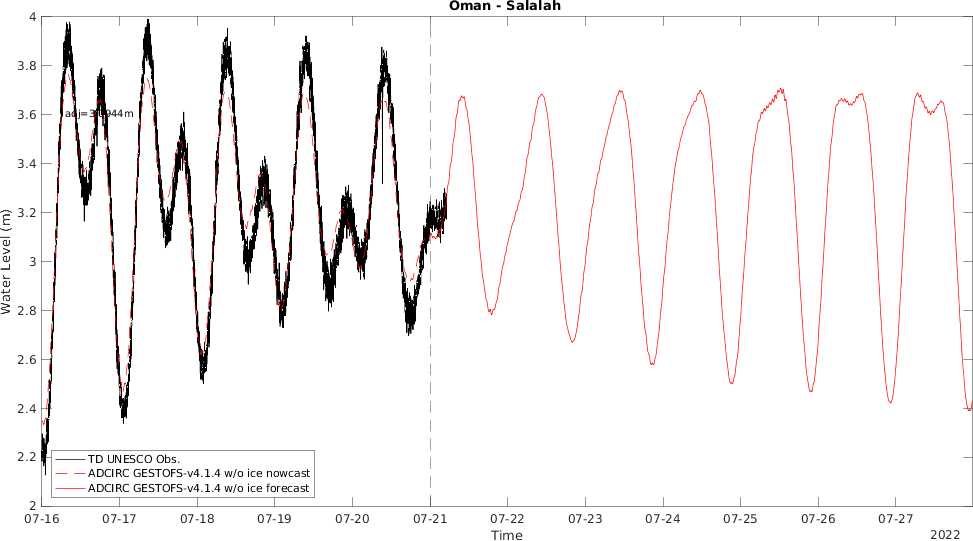 Oman - Salalah
4
3.8
3.6
3.4
3.2
3
2.8
2.6
2.4
2.2
2
Water Level (m)
TD UNESCO Obs.
ADCIRC GESTOFS-v4.1.4 w/o ice nowcast
ADCIRC GESTOFS-v4.1.4 w/o ice forecast
07-16 07-17 07-18 07-19 07-20 07-21 07-22 07-23 07-24 07-25 07-26 07-27
Time
2022